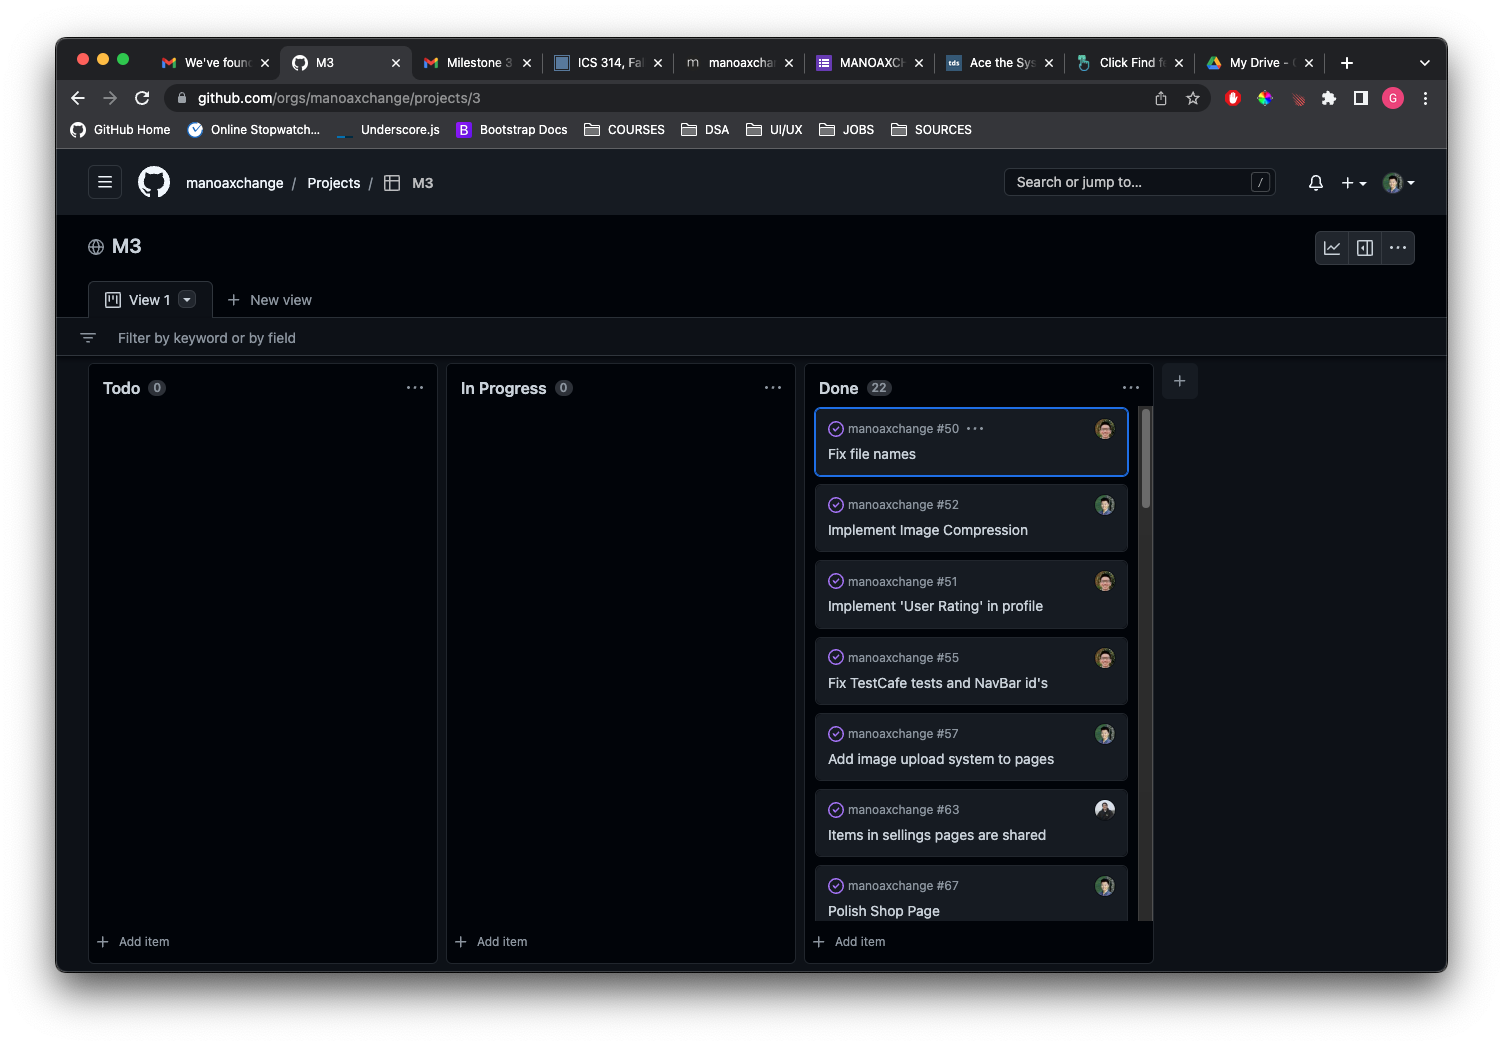 We've foun
M3
Milestone 3
ICS 314, Fal
manoaxchan
MANOAXCH
tds
Ace the Sys
Click Find fe
My Drive -
github.com/orgs/manoaxchange/projects/3
G
GitHub Home
Online Stopwatch...
Underscore.js
B Bootstrap Docs
COURSES
DSA
UI/UX
JOBS
SOURCES
manoaxchange / Projects / M3
Search or jump to... /
M3
View 1
New view
Filter by keyword or by field
Todo 0
Add item
In Progress 0
Add item
Done 22
manoaxchange #50
Fix file names
manoaxchange #52
Implement Image Compression
manoaxchange #51
Implement 'User Rating' in profile
manoaxchange #55
Fix TestCafe tests and NavBar id's
manoaxchange #57
Add image upload system to pages
manoaxchange #63
Items in sellings pages are shared
manoaxchange #67
Polish Shop Page
Add item